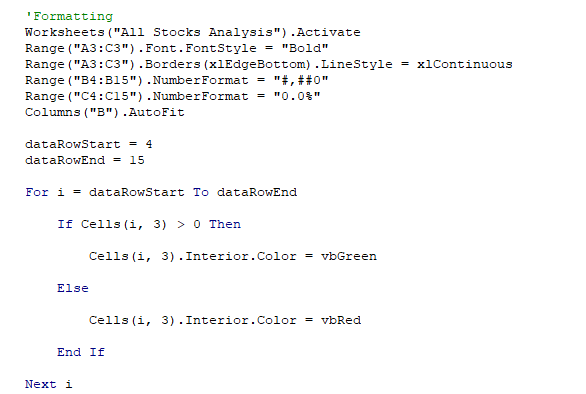 'Formatting
Worksheets("All Stocks Analysis").Activate
Range("A3:C3").Font.FontStyle = "Bold"
Range("A3:C3").Borders(xlEdgeBottom).LineStyle = xlContinuous
Range("B4:B15").NumberFormat = "#,##0"
Range("C4:C15").NumberFormat = "0.0%"
Columns("B").AutoFit

dataRowStart = 4
dataRowEnd = 15

For i = dataRowStart To dataRowEnd

    If Cells(i, 3) > 0 Then

        Cells(i, 3).Interior.Color = vbGreen

    Else

        Cells(i, 3).Interior.Color = vbRed

    End If

Next i